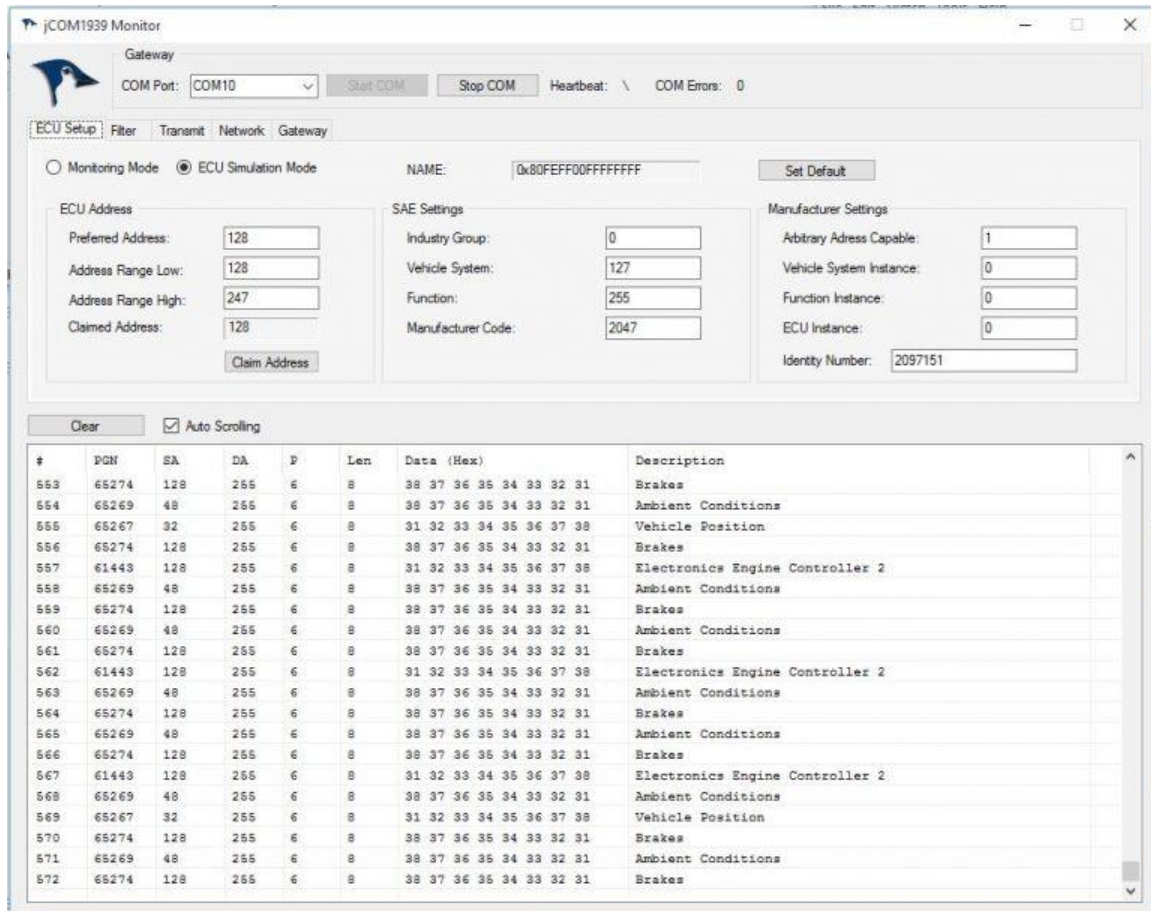 jCOM1939 Monitor
Gateway
COM Port: COM10 Start COM Stop COM Heartbeat: \ COM Errors: 0
ECU Setup Filter Transmit Network Gateway
Monitoring Mode ECU Simulation Mode NAME: 0x80FEFF00FFFFFFFF Set Default
ECU Address SAE Settings Manufacturer Settings
Preferred Address: 128 Industry Group: 0 Arbitrary Adress Capable: 1
Address Range Low: 128 Vehicle System: 127 Vehicle System Instance: 0
Address Range High: 247 Function: 255 Function Instance: 0
Claimed Address: 128 Manufacturer Code: 2047 ECU Instance: 0
Claim Address Identity Number: 2097151
Clear Auto Scrolling
# PGN SA DA P Len Data (Hex) Description
553 65274 128 255 6 8 38 37 36 35 34 33 32 31 Brakes
554 65269 48 255 6 8 38 37 36 35 34 33 32 31 Ambient Conditions
555 65267 32 255 6 8 31 32 33 34 35 36 37 38 Vehicle Position
556 65274 128 255 6 8 38 37 36 35 34 33 32 31 Brakes
557 61443 128 255 6 8 31 32 33 34 35 36 37 38 Electronics Engine Controller 2
558 65269 48 255 6 8 38 37 36 35 34 33 32 31 Ambient Conditions
559 65274 128 255 6 8 38 37 36 35 34 33 32 31 Brakes
560 65269 48 255 6 8 38 37 36 35 34 33 32 31 Ambient Conditions
561 65274 128 255 6 8 38 37 36 35 34 33 32 31 Brakes
562 61443 128 255 6 8 31 32 33 34 35 36 37 38 Electronics Engine Controller 2
563 65269 48 255 6 8 38 37 36 35 34 33 32 31 Ambient Conditions
564 65274 128 255 6 8 38 37 36 35 34 33 32 31 Brakes
565 65269 48 255 6 8 38 37 36 35 34 33 32 31 Ambient Conditions
566 65274 128 255 6 8 38 37 36 35 34 33 32 31 Brakes
567 61443 128 255 6 8 31 32 33 34 35 36 37 38 Electronics Engine Controller 2
568 65269 48 255 6 8 38 37 36 35 34 33 32 31 Ambient Conditions
569 65267 32 255 6 8 31 32 33 34 35 36 37 38 Vehicle Position
570 65274 128 255 6 8 38 37 36 35 34 33 32 31 Brakes
571 65269 48 255 6 8 38 37 36 35 34 33 32 31 Ambient Conditions
572 65274 128 255 6 8 38 37 36 35 34 33 32 31 Brakes